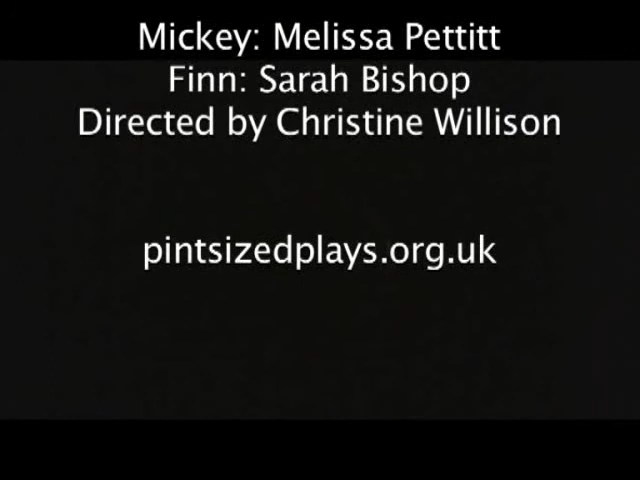 Mickey: Melissa Pettitt
Finn: Sarah Bishop
Directed by Christine Willison
pintsizedplays.org.uk